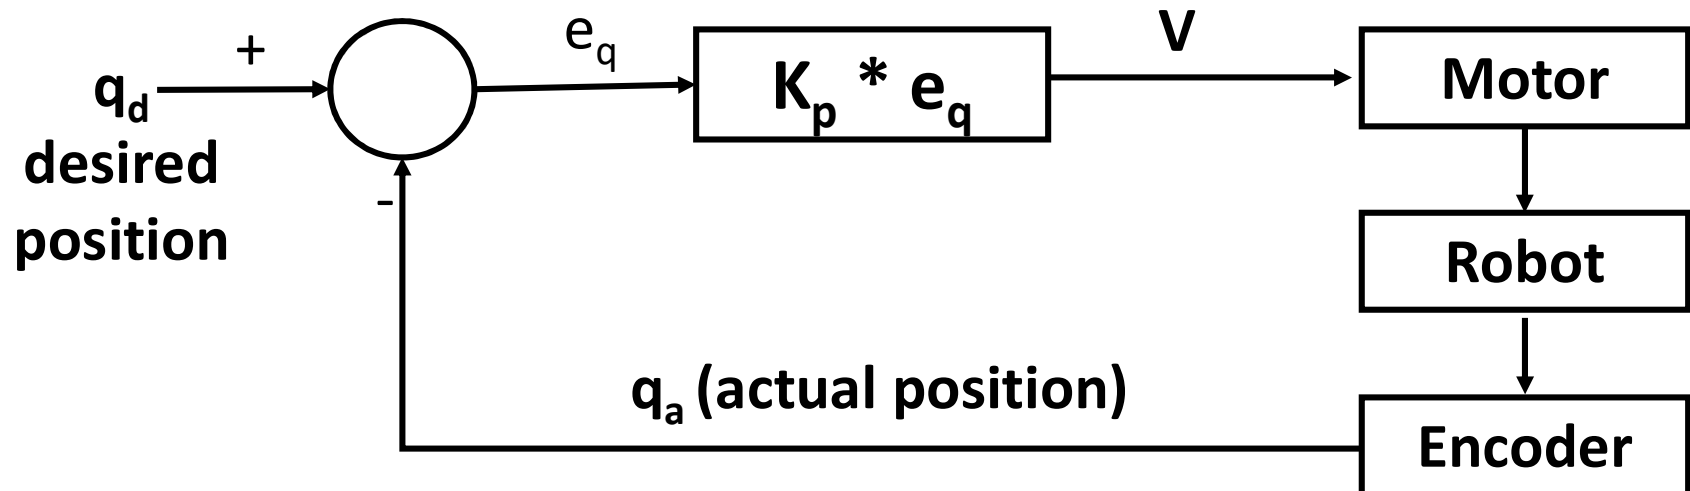 +
e_q
V
q_d
desired
position
K_p * e_q
Motor
-
Robot
q_a (actual position)
Encoder